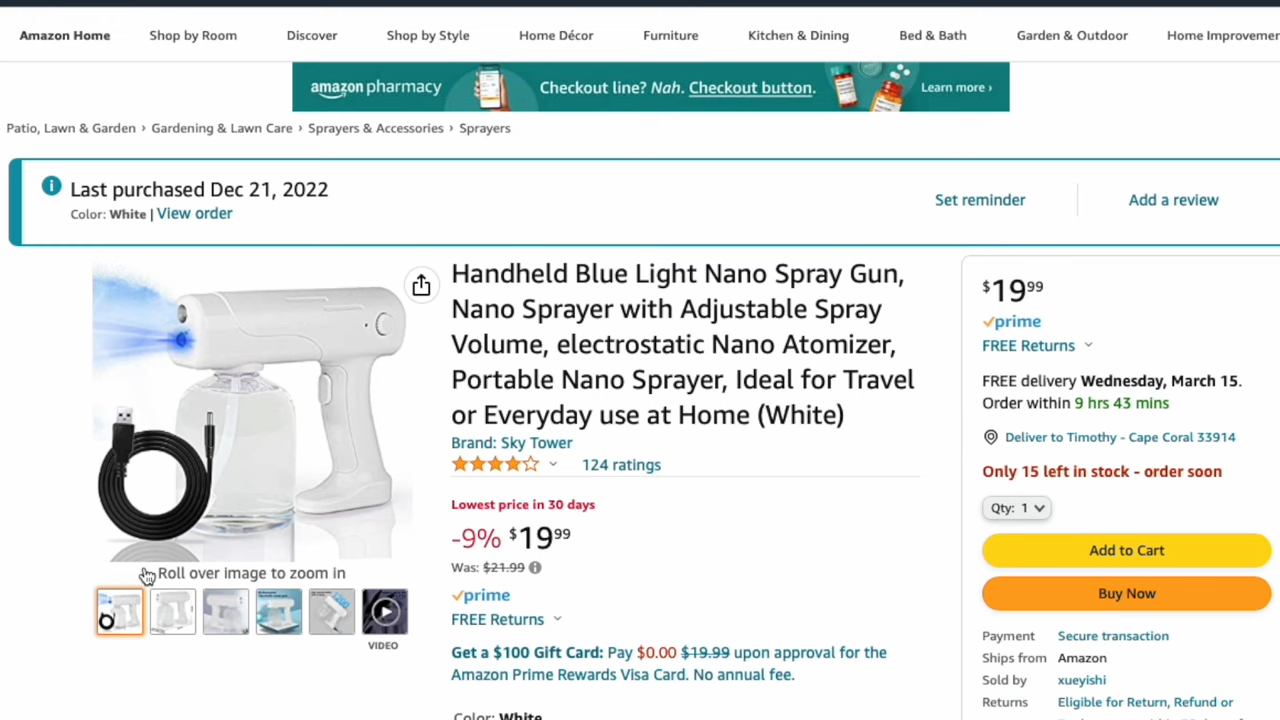 Amazon Home Shop by Room Discover Shop by Style Home Décor Furniture Kitchen & Dining Bed & Bath Garden & Outdoor Home Improvemen
amazon pharmacy Checkout line? Nah. Checkout button. Learn more ›
Patio, Lawn & Garden › Gardening & Lawn Care › Sprayers & Accessories › Sprayers
Last purchased Dec 21, 2022
Color: White | View order
Set reminder
Add a review
Handheld Blue Light Nano Spray Gun,
Nano Sprayer with Adjustable Spray
Volume, electrostatic Nano Atomizer,
Portable Nano Sprayer, Ideal for Travel
or Everyday use at Home (White)
Brand: Sky Tower
124 ratings
Lowest price in 30 days
-9% $19.99
Was: $21.99
prime
FREE Returns
Get a $100 Gift Card: Pay $0.00 $19.99 upon approval for the
Amazon Prime Rewards Visa Card. No annual fee.
Color: White
Roll over image to zoom in
VIDEO
$19.99
prime
FREE Returns
FREE delivery Wednesday, March 15.
Order within 9 hrs 43 mins
Deliver to Timothy - Cape Coral 33914
Only 15 left in stock - order soon
Qty: 1
Add to Cart
Buy Now
Payment Secure transaction
Ships from Amazon
Sold by xueyishi
Returns Eligible for Return, Refund or